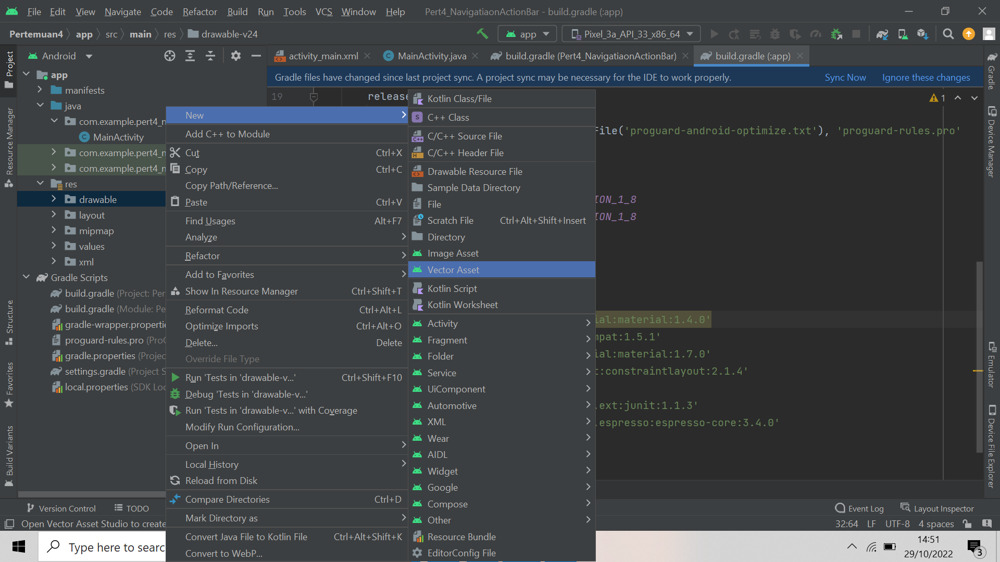 File Edit View Navigate Code Refactor Build Run Tools VCS Window Help Pert4_NavigatiaonActionBar - build.gradle (:app)
Pertemuan4 app src main res drawable-v24 app Pixel_3a_API_33_x86_64
Android activity_main.xml MainActivity.java build.gradle (Pert4_NavigatiaonActionBar) build.gradle (:app)
Gradle files have changed since last project sync. A project sync may be necessary for the IDE to work properly. Sync Now Ignore these changes
Project
Resource Manager
Structure
Favorites
Build Variants
app
manifests
java
com.example.pert4_n
MainActivity
com.example.pert4_n
com.example.pert4_n
res
drawable
layout
mipmap
values
xml
Gradle Scripts
build.gradle (Project: Per
build.gradle (Module: Pe
gradle-wrapper.propertie
proguard-rules.pro (ProG
gradle.properties (Projec
settings.gradle (Project S
local.properties (SDK Loc
New
Add C++ to Module
Cut Ctrl+X
Copy Ctrl+C
Copy Path/Reference...
Paste Ctrl+V
Find Usages Alt+F7
Analyze
Refactor
Add to Favorites
Show In Resource Manager Ctrl+Shift+T
Reformat Code Ctrl+Alt+L
Optimize Imports Ctrl+Alt+O
Delete... Delete
Override File Type
Run 'Tests in 'drawable-v...' Ctrl+Shift+F10
Debug 'Tests in 'drawable-v...'
Run 'Tests in 'drawable-v...' with Coverage
Modify Run Configuration...
Open In
Local History
Reload from Disk
Compare Directories Ctrl+D
Mark Directory as
Convert Java File to Kotlin File Ctrl+Alt+Shift+K
Convert to WebP...
Kotlin Class/File
C++ Class
C/C++ Source File
C/C++ Header File
Drawable Resource File
Sample Data Directory
File
Scratch File Ctrl+Alt+Shift+Insert
Directory
Image Asset
Vector Asset
Kotlin Script
Kotlin Worksheet
Activity
Fragment
Folder
Service
UiComponent
Automotive
XML
Wear
AIDL
Widget
Google
Compose
Other
Resource Bundle
EditorConfig File
19 release
1
File('proguard-android-optimize.txt'), 'proguard-rules.pro'
ION_1_8
ION_1_8
ial:material:1.4.0'
mpat:1.5.1'
ial:material:1.7.0'
t:constraintlayout:2.1.4'
.ext:junit:1.1.3'
.espresso:espresso-core:3.4.0'
Gradle
Device Manager
Emulator
Device File Explorer
Version Control TODO Event Log Layout Inspector
Open Vector Asset Studio to create 32:64 LF UTF-8 4 spaces
Type here to searc
14:51
29/10/2022
3